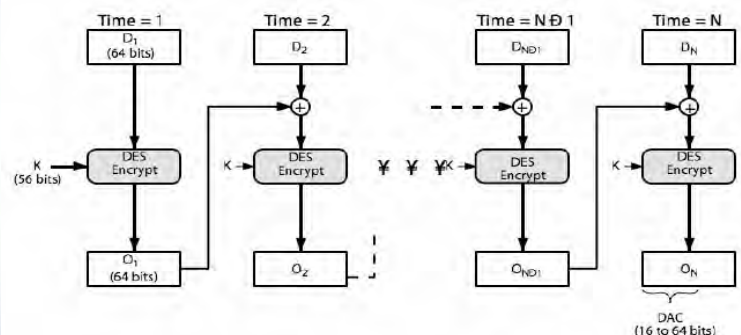 Time = 1
Time = 2
Time = N Ð 1
Time = N
D1
(64 bits)
D2
DNÐ1
DN
+
+
+
K
(56 bits)
DES
Encrypt
K
DES
Encrypt
¥ ¥ ¥
K
DES
Encrypt
K
DES
Encrypt
O1
(64 bits)
O2
ONÐ1
ON
DAC
(16 to 64 bits)